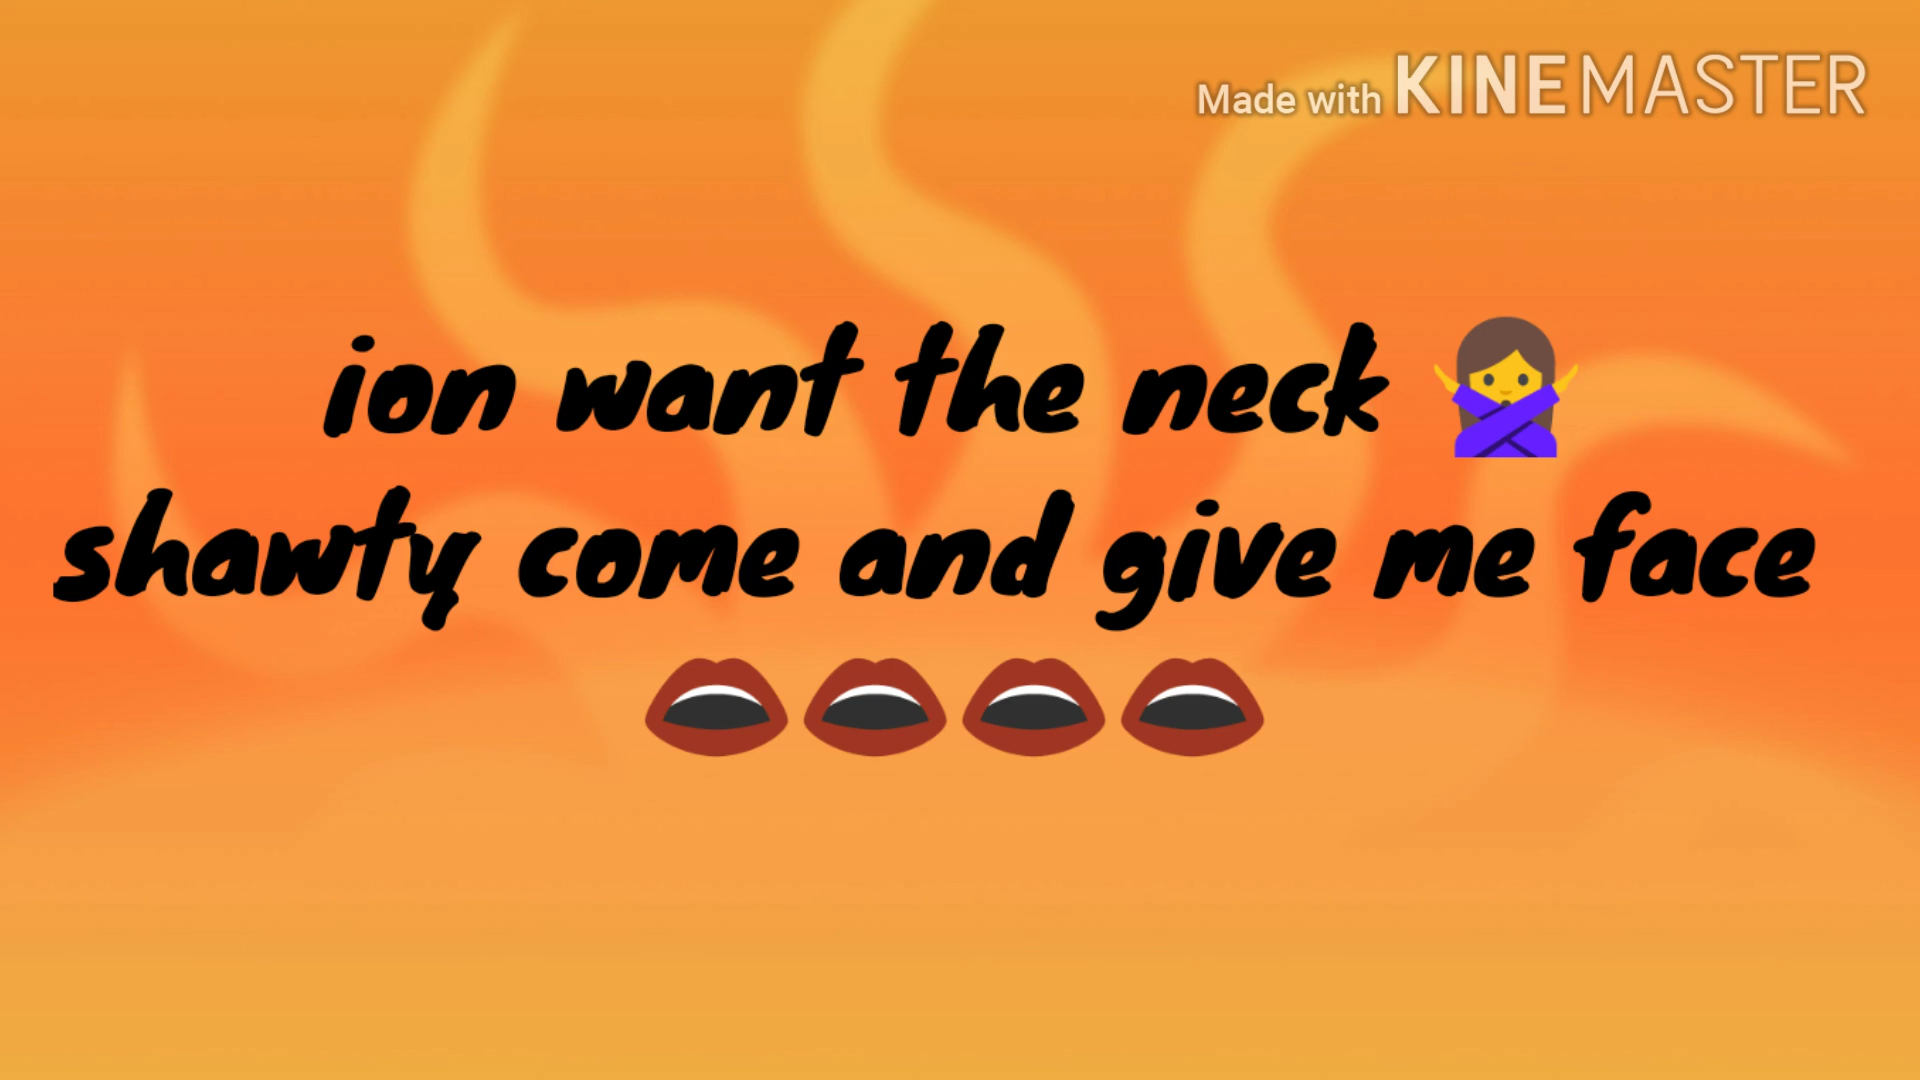 Made with KINEMASTER
ion want the neck 🙅‍♀️
shawty come and give me face
👄👄👄👄